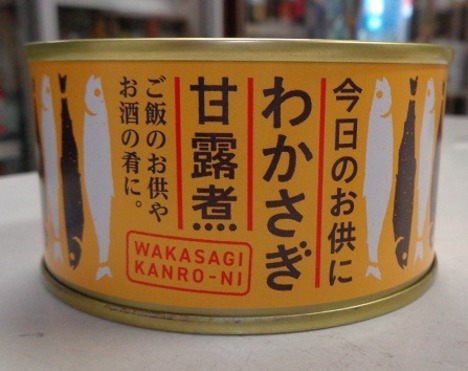 今日のお供に
わかさぎ
甘露煮
ご飯のお供や
お酒の肴に。
WAKASAGI
KANRO-NI